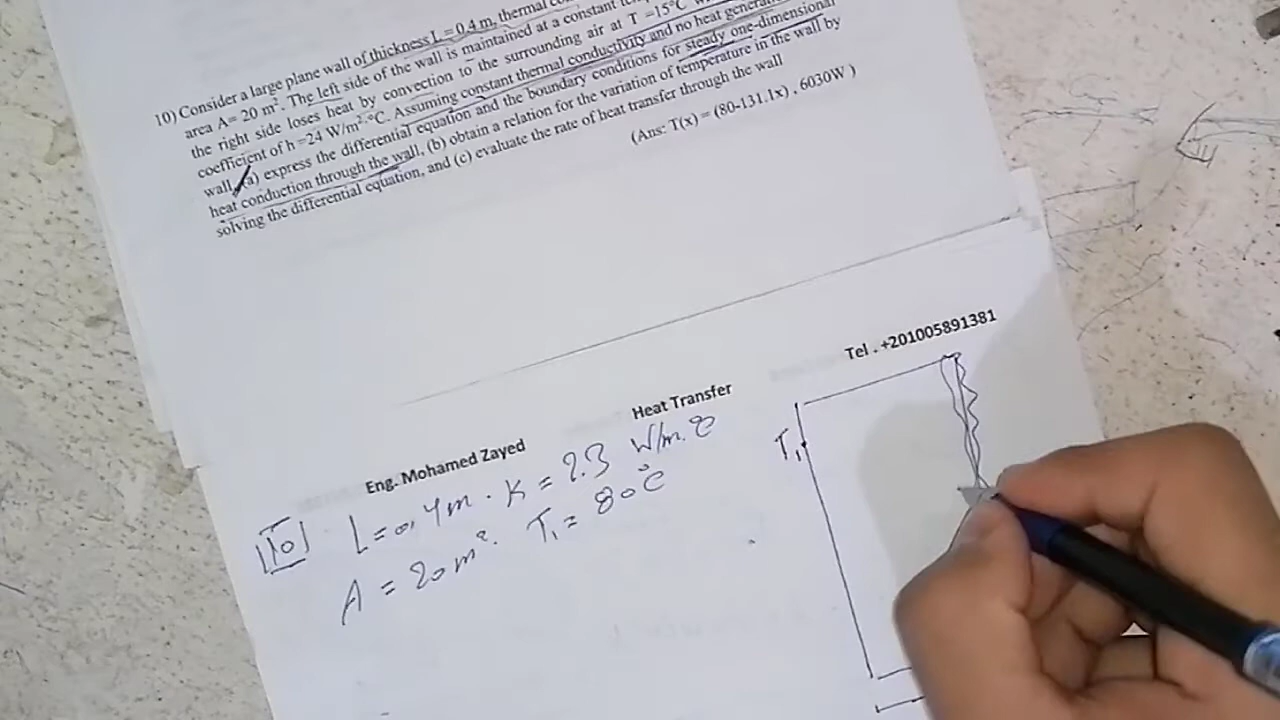 10) Consider a large plane wall of thickness L = 0.4 m, thermal
area A= 20 m². The left side of the wall is maintained at a constant
the right side loses heat by convection to the surrounding air at T =15°C
coefficient of h=24 W/m².°C. Assuming constant thermal conductivity and no heat
wall, (a) express the differential equation and the boundary conditions for steady one-dimensional
heat conduction through the wall, (b) obtain a relation for the variation of temperature in the wall by
solving the differential equation, and (c) evaluate the rate of heat transfer through the wall
(Ans: T(x) = (80-131.1x) , 6030W )
Tel . +201005891381
Heat Transfer
Eng. Mohamed Zayed
10 L = 0,4m . K = 2.3 W/m.°C
A = 20 m². T₁ = 80°C
T₁